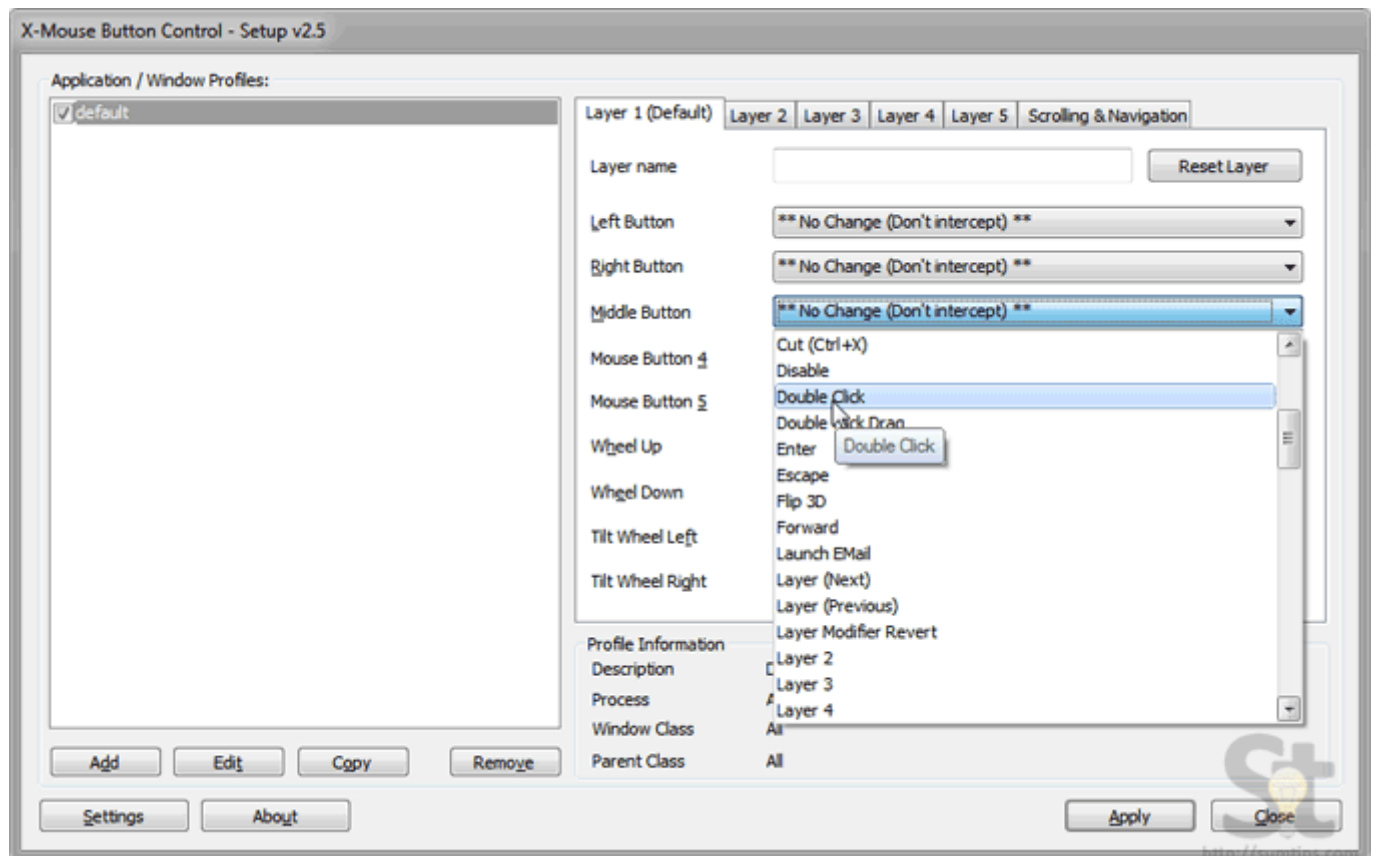 X-Mouse Button Control - Setup v2.5
Application / Window Profiles:
default
Layer 1 (Default) Layer 2 Layer 3 Layer 4 Layer 5 Scrolling & Navigation
Layer name Reset Layer
Left Button ** No Change (Don't intercept) **
Right Button ** No Change (Don't intercept) **
Middle Button ** No Change (Don't intercept) **
Mouse Button 4
Mouse Button 5
Wheel Up
Wheel Down
Tilt Wheel Left
Tilt Wheel Right
Cut (Ctrl+X)
Disable
Double Click
Double Drag
Double Click
Enter
Escape
Flip 3D
Forward
Launch EMail
Layer (Next)
Layer (Previous)
Layer Modifier Revert
Layer 2
Layer 3
Layer 4
Profile Information
Description
Process
Window Class All
Parent Class All
Add Edit Copy Remove
Settings About Apply Close
St